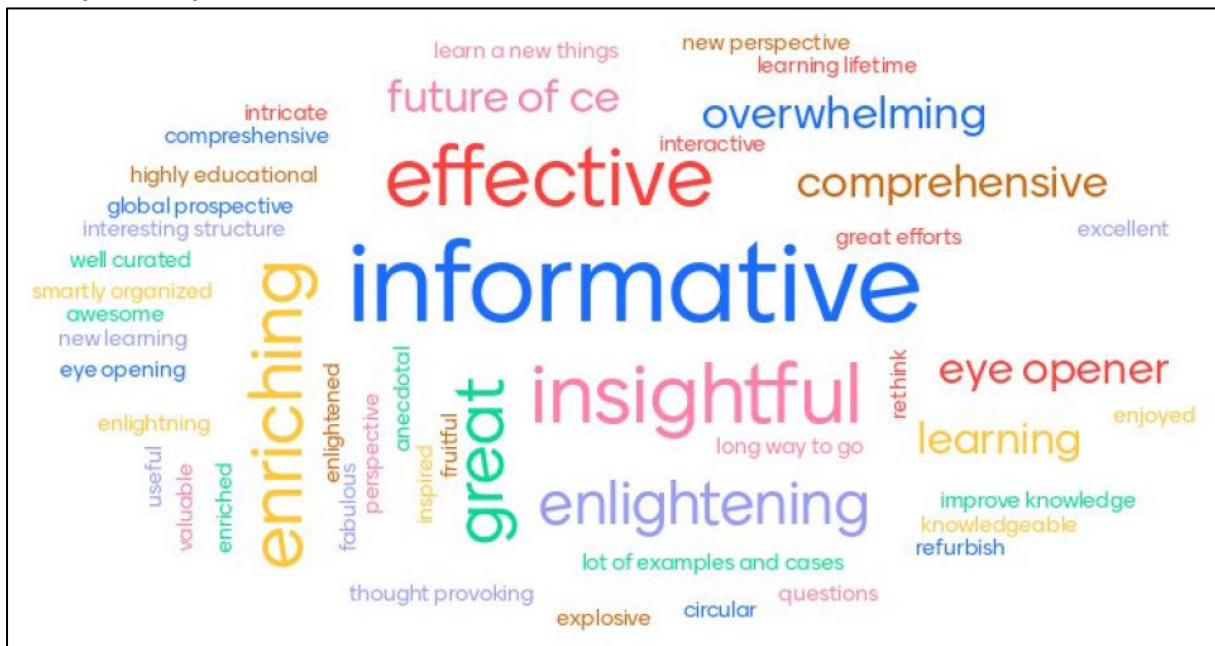 learn a new things
new perspective
learning lifetime
future of ce
overwhelming
intricate
compreshensive
interactive
effective
highly educational
comprehensive
global prospective
interesting structure
great efforts
excellent
well curated
informative
smartly organized
awesome
new learning
eye opening
enriching
enlightened
anecdotal
perspective
great
insightful
rethink
eye opener
enjoyed
enlightning
fruitful
inspired
long way to go
learning
useful
valuable
enriched
fabulous
enlightening
improve knowledge
knowledgeable
refurbish
lot of examples and cases
thought provoking
questions
explosive
circular